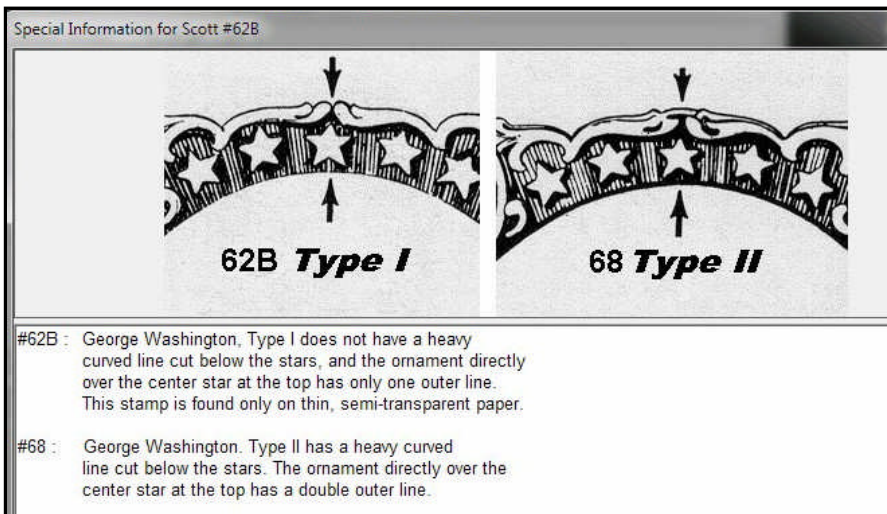 Special Information for Scott #62B
62B Type I
68 Type II
#62B : George Washington, Type I does not have a heavy
curved line cut below the stars, and the ornament directly
over the center star at the top has only one outer line.
This stamp is found only on thin, semi-transparent paper.
#68 : George Washington. Type II has a heavy curved
line cut below the stars. The ornament directly over the
center star at the top has a double outer line.